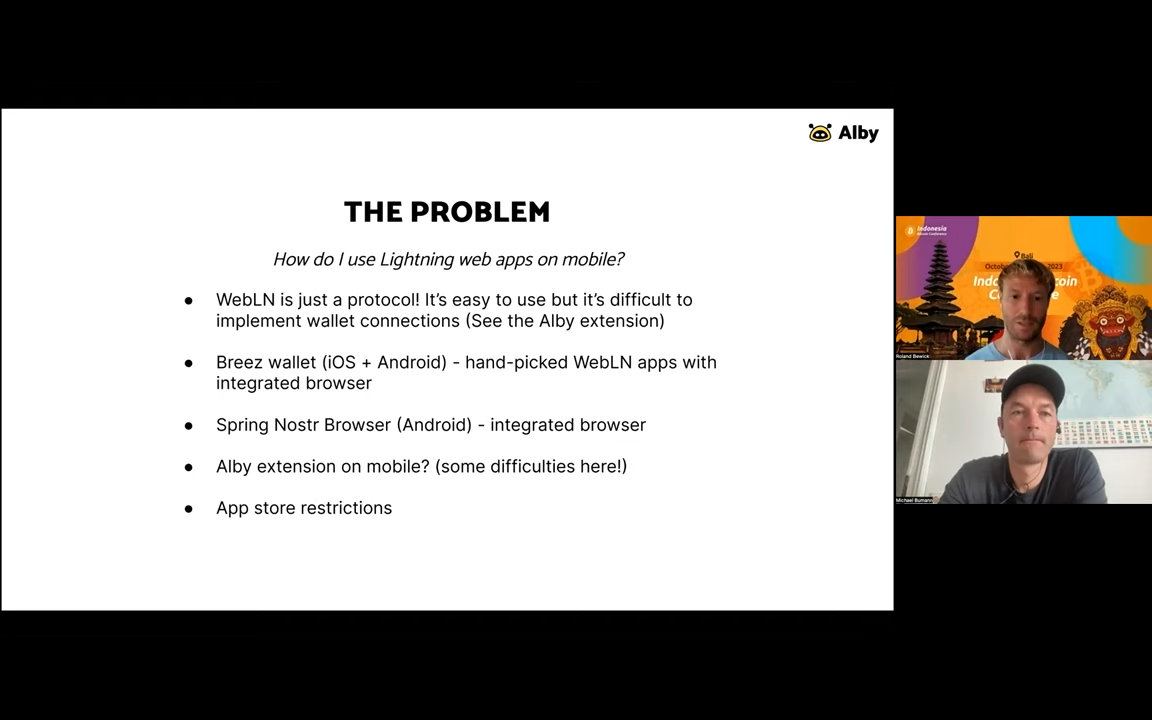 Alby
THE PROBLEM
How do I use Lightning web apps on mobile?
● WebLN is just a protocol! It’s easy to use but it’s difficult to
implement wallet connections (See the Alby extension)
● Breez wallet (iOS + Android) - hand-picked WebLN apps with
integrated browser
● Spring Nostr Browser (Android) - integrated browser
● Alby extension on mobile? (some difficulties here!)
● App store restrictions
Indonesia
Bali
2023
Roland Bewick
Michael Bumann